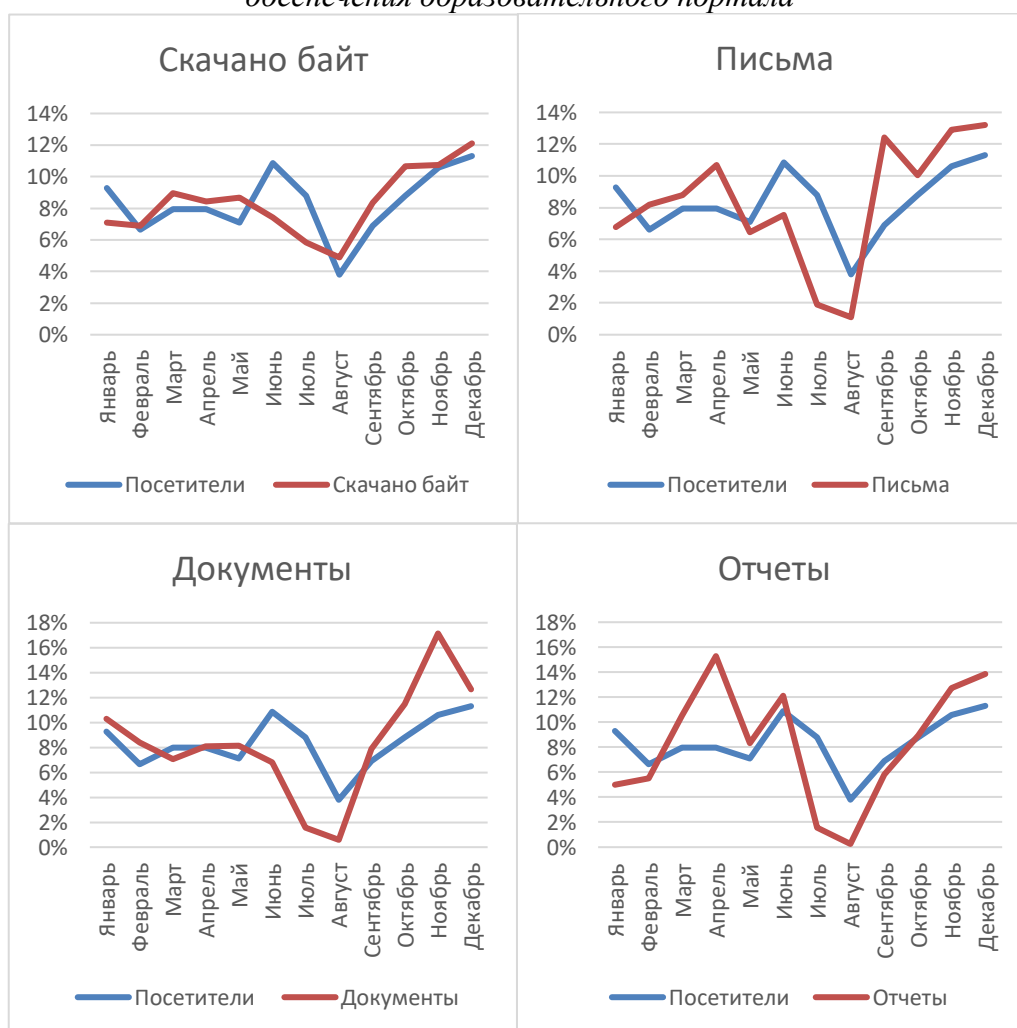 обеспечения образовательного портала
Скачано байт
14%
12%
10%
8%
6%
4%
2%
0%
Январь
Февраль
Март
Апрель
Май
Июнь
Июль
Август
Сентябрь
Октябрь
Ноябрь
Декабрь
Посетители Скачано байт
Письма
14%
12%
10%
8%
6%
4%
2%
0%
Январь
Февраль
Март
Апрель
Май
Июнь
Июль
Август
Сентябрь
Октябрь
Ноябрь
Декабрь
Посетители Письма
Документы
18%
16%
14%
12%
10%
8%
6%
4%
2%
0%
Январь
Февраль
Март
Апрель
Май
Июнь
Июль
Август
Сентябрь
Октябрь
Ноябрь
Декабрь
Посетители Документы
Отчеты
18%
16%
14%
12%
10%
8%
6%
4%
2%
0%
Январь
Февраль
Март
Апрель
Май
Июнь
Июль
Август
Сентябрь
Октябрь
Ноябрь
Декабрь
Посетители Отчеты